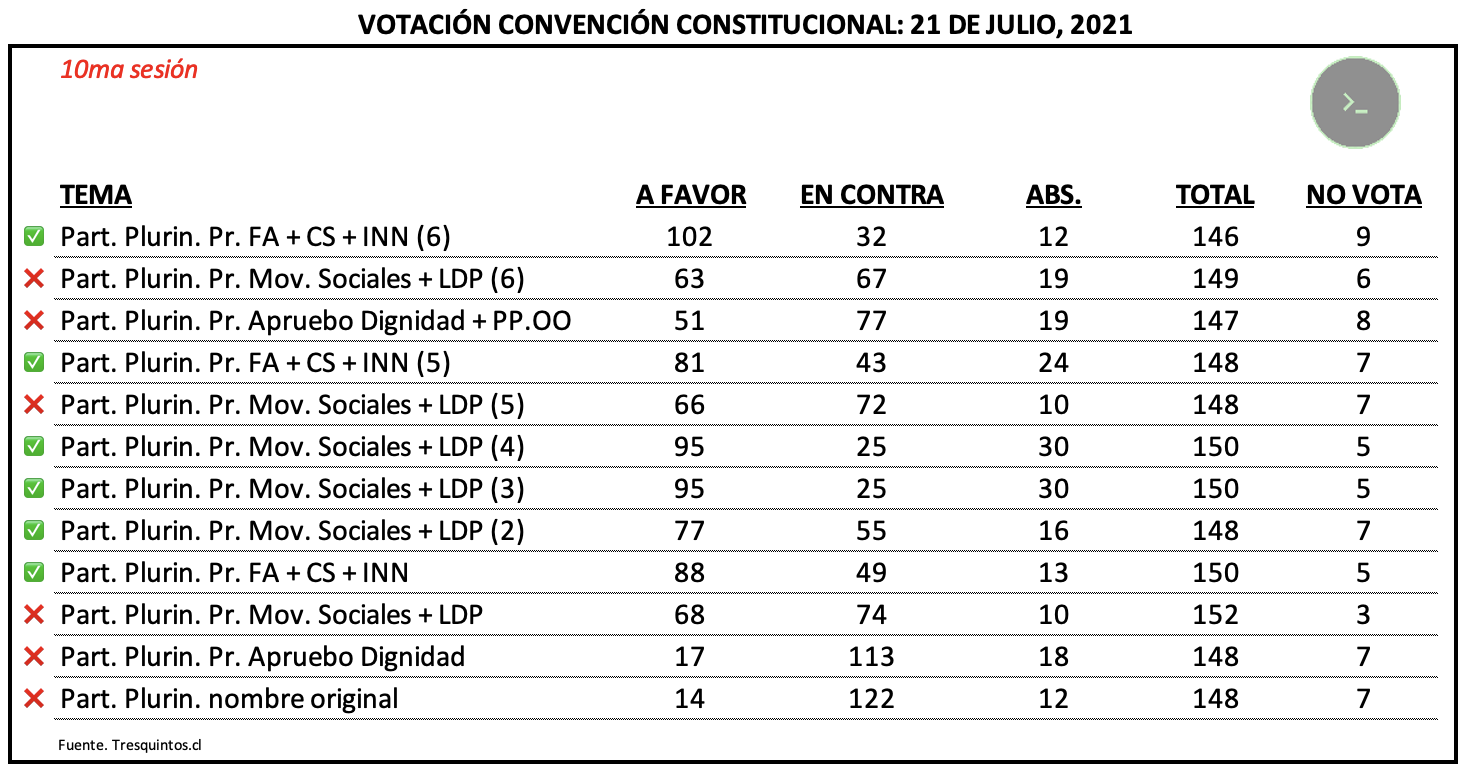 VOTACIÓN CONVENCIÓN CONSTITUCIONAL: 21 DE JULIO, 2021
10ma sesión
>_
TEMA A FAVOR EN CONTRA ABS. TOTAL NO VOTA
✅ Part. Plurin. Pr. FA + CS + INN (6) 102 32 12 146 9
❌ Part. Plurin. Pr. Mov. Sociales + LDP (6) 63 67 19 149 6
❌ Part. Plurin. Pr. Apruebo Dignidad + PP.OO 51 77 19 147 8
✅ Part. Plurin. Pr. FA + CS + INN (5) 81 43 24 148 7
❌ Part. Plurin. Pr. Mov. Sociales + LDP (5) 66 72 10 148 7
✅ Part. Plurin. Pr. Mov. Sociales + LDP (4) 95 25 30 150 5
✅ Part. Plurin. Pr. Mov. Sociales + LDP (3) 95 25 30 150 5
✅ Part. Plurin. Pr. Mov. Sociales + LDP (2) 77 55 16 148 7
✅ Part. Plurin. Pr. FA + CS + INN 88 49 13 150 5
❌ Part. Plurin. Pr. Mov. Sociales + LDP 68 74 10 152 3
❌ Part. Plurin. Pr. Apruebo Dignidad 17 113 18 148 7
❌ Part. Plurin. nombre original 14 122 12 148 7
Fuente. Tresquintos.cl